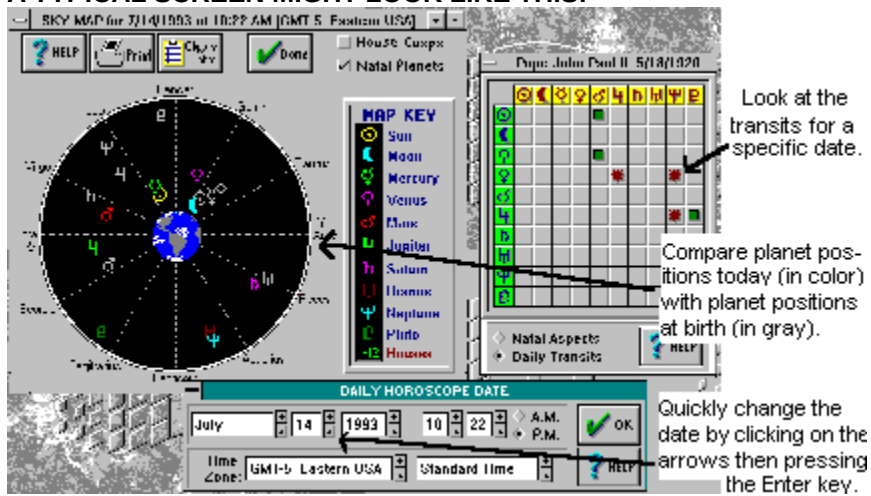 A TYPICAL SCREEN MIGHT LOOK LIKE THIS:
SKY MAP for 7/14/1993 at 10:22 AM [GMT-5 Eastern USA]
HELP
Print
Done
House Cusps
Natal Planets
MAP KEY
Sun
Moon
Mercury
Venus
Mars
Jupiter
Saturn
Uranus
Neptune
Pluto
-12 Houses
Cancer
Pope John Paul II 5/18/1920
Natal Aspects
Daily Transits
HELP
Look at the
transits for a
specific date.
Compare planet pos-
itions today (in color)
with planet positions
at birth (in gray).
DAILY HOROSCOPE DATE
July
14
1993
10
22
A.M.
P.M.
OK
Time
Zone:
GMT-5 Eastern USA
Standard Time
HELP
Quickly change the
date by clicking on the
arrows then pressing
the Enter key.